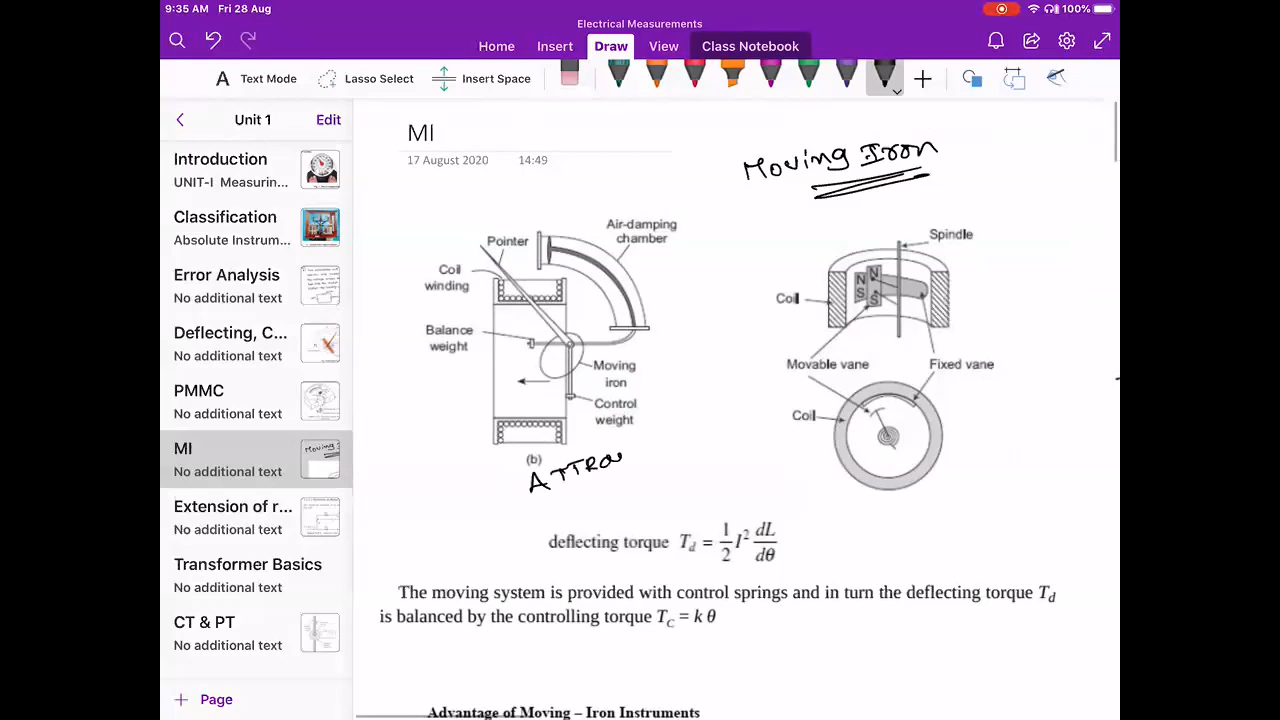 9:35 AM Fri 28 Aug
100%
Electrical Measurements
Home Insert Draw View Class Notebook
Text Mode Lasso Select Insert Space
Unit 1 Edit
Introduction
UNIT-I Measurin...
Classification
Absolute Instrum...
Error Analysis
No additional text
Deflecting, C...
No additional text
PMMC
No additional text
MI
No additional text
Extension of r...
No additional text
Transformer Basics
No additional text
CT & PT
No additional text
Page
MI
17 August 2020 14:49
Moving Iron
Pointer
Air-damping
chamber
Coil
winding
Balance
weight
Moving
iron
Control
weight
(b)
ATTRA
Spindle
N N
S S
Coil
Movable vane Fixed vane
Coil
deflecting torque T_d = 1/2 I² dL/dθ
The moving system is provided with control springs and in turn the deflecting torque T_d
is balanced by the controlling torque T_C = k θ
Advantage of Moving – Iron Instruments